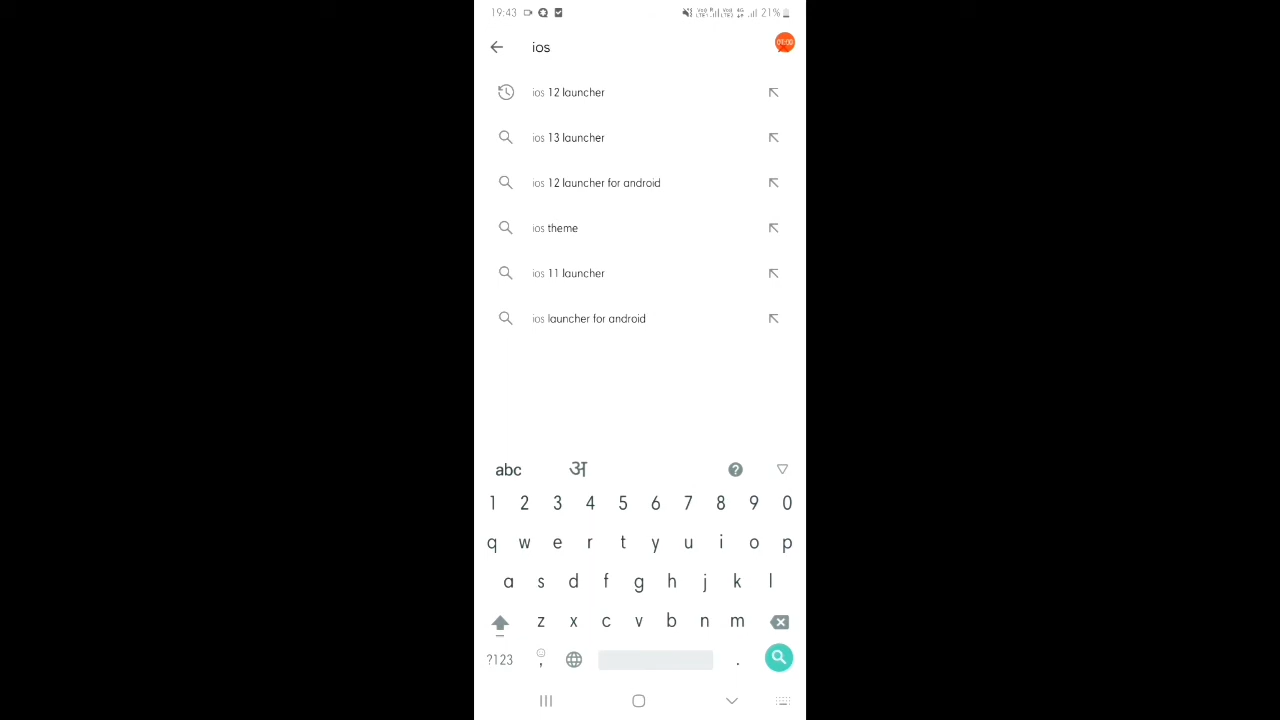 19:43 21%
ios
ios 12 launcher
ios 13 launcher
ios 12 launcher for android
ios theme
ios 11 launcher
ios launcher for android
abc अ ?
1 2 3 4 5 6 7 8 9 0
q w e r t y u i o p
a s d f g h j k l
z x c v b n m
?123 , .